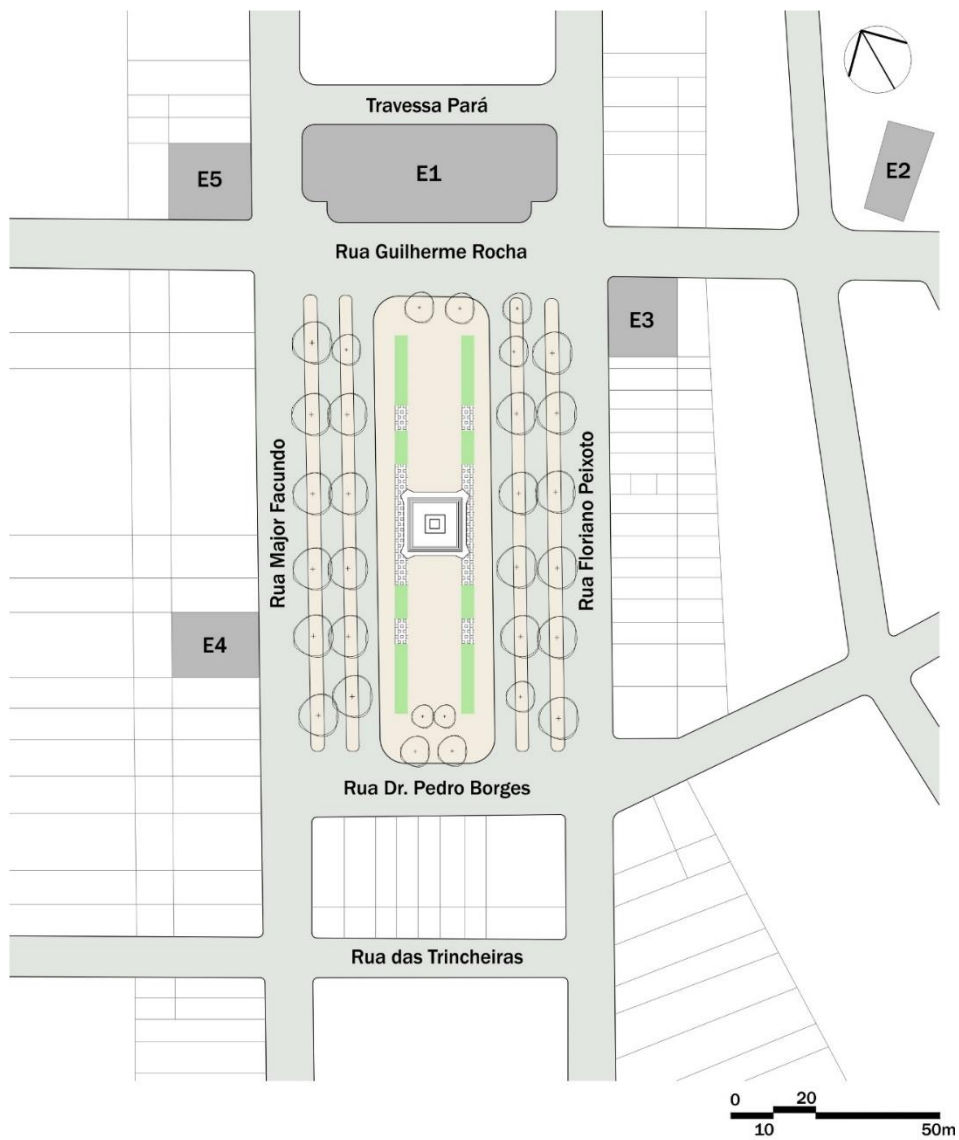 Travessa Pará
E1
E5
E2
Rua Guilherme Rocha
E3
Rua Major Facundo
Rua Floriano Peixoto
E4
Rua Dr. Pedro Borges
Rua das Trincheiras
0 20
10 50m